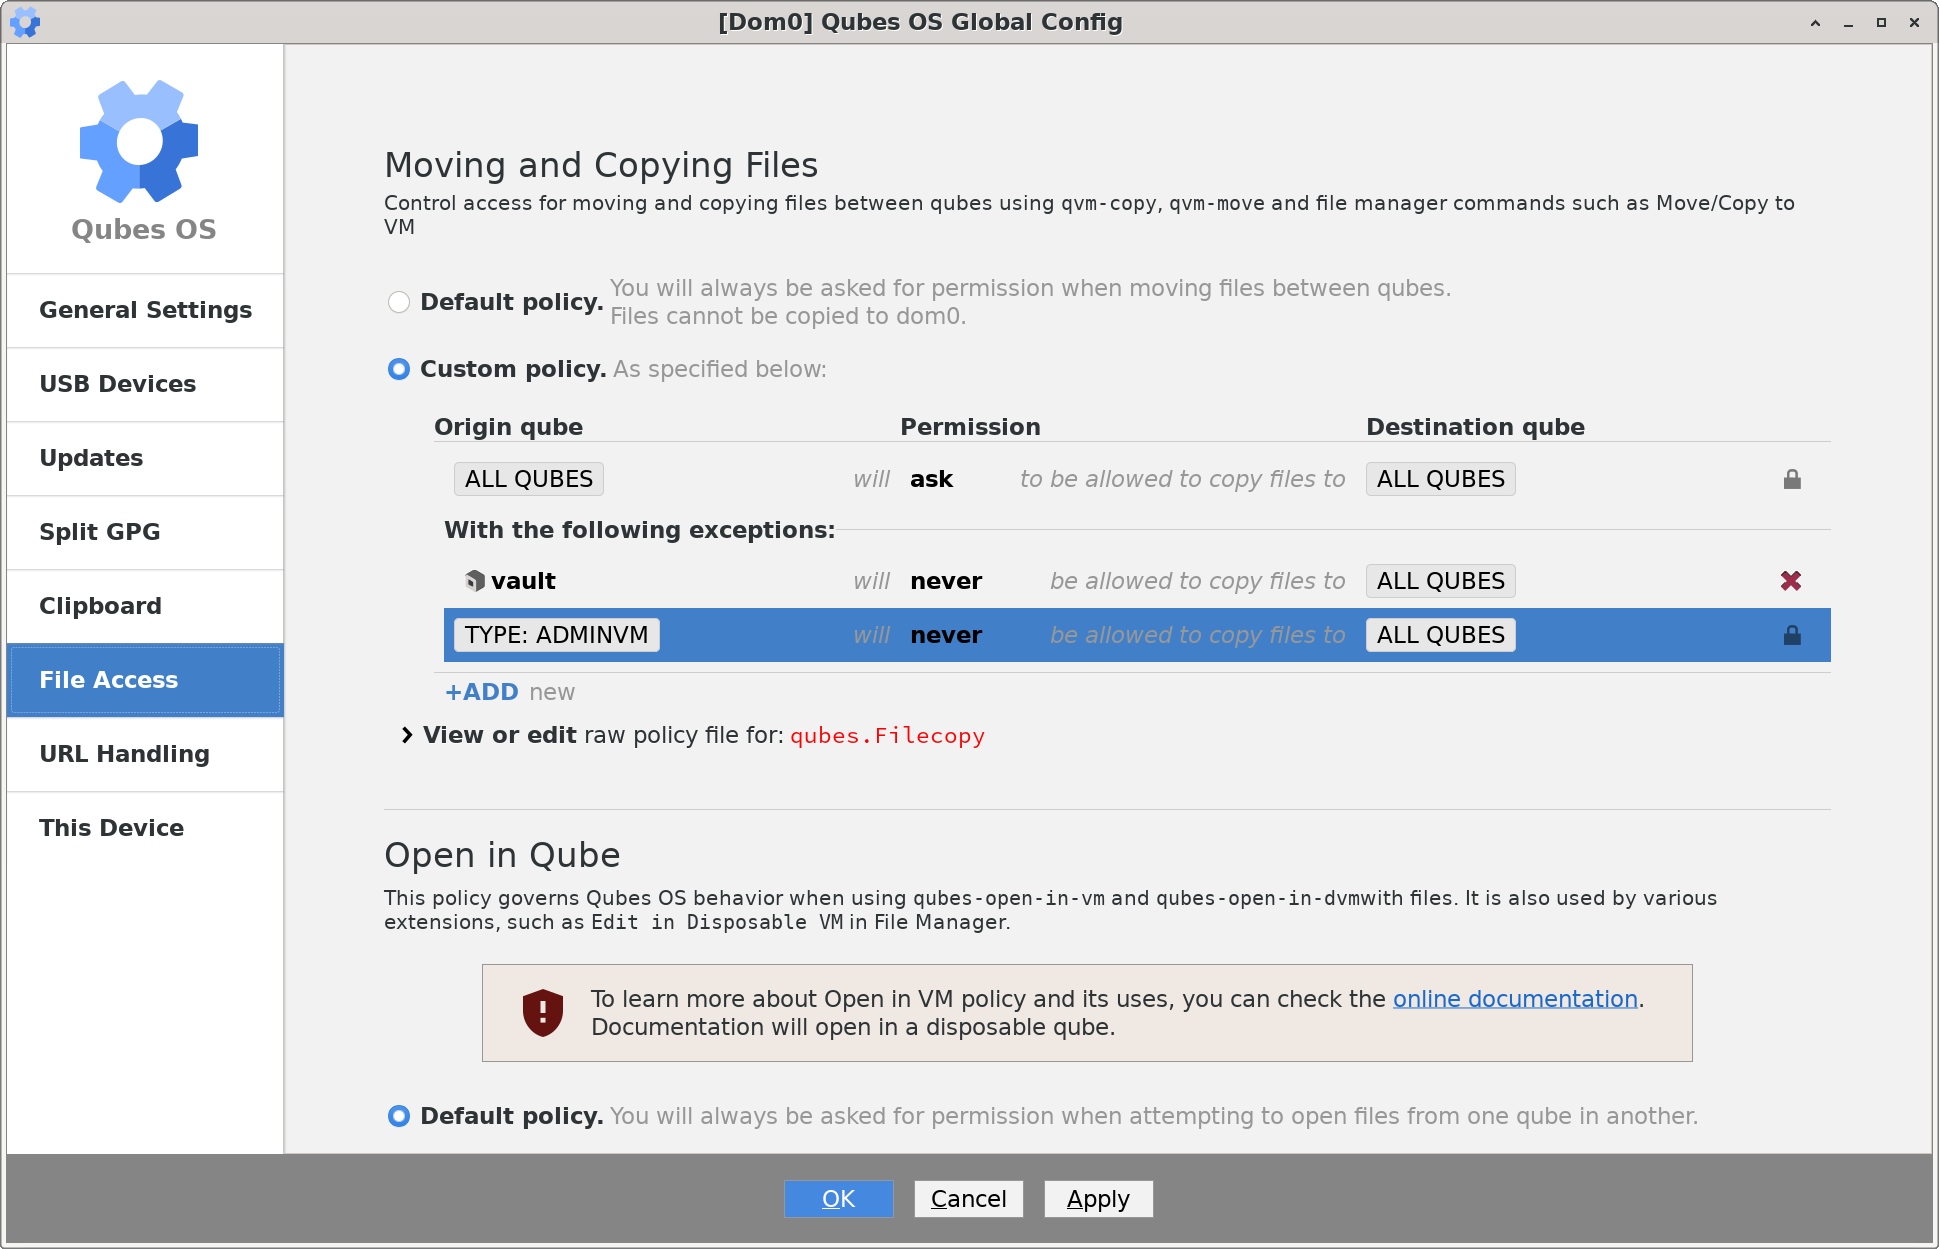 [Dom0] Qubes OS Global Config
Qubes OS
General Settings
USB Devices
Updates
Split GPG
Clipboard
File Access
URL Handling
This Device
Moving and Copying Files
Control access for moving and copying files between qubes using qvm-copy, qvm-move and file manager commands such as Move/Copy to
VM
Default policy. You will always be asked for permission when moving files between qubes.
Files cannot be copied to dom0.
Custom policy. As specified below:
Origin qube Permission Destination qube
ALL QUBES will ask to be allowed to copy files to ALL QUBES
With the following exceptions:
vault will never be allowed to copy files to ALL QUBES
TYPE: ADMINVM will never be allowed to copy files to ALL QUBES
+ADD new
View or edit raw policy file for: qubes.Filecopy
Open in Qube
This policy governs Qubes OS behavior when using qubes-open-in-vm and qubes-open-in-dvmwith files. It is also used by various
extensions, such as Edit in Disposable VM in File Manager.
To learn more about Open in VM policy and its uses, you can check the online documentation.
Documentation will open in a disposable qube.
Default policy. You will always be asked for permission when attempting to open files from one qube in another.
OK Cancel Apply